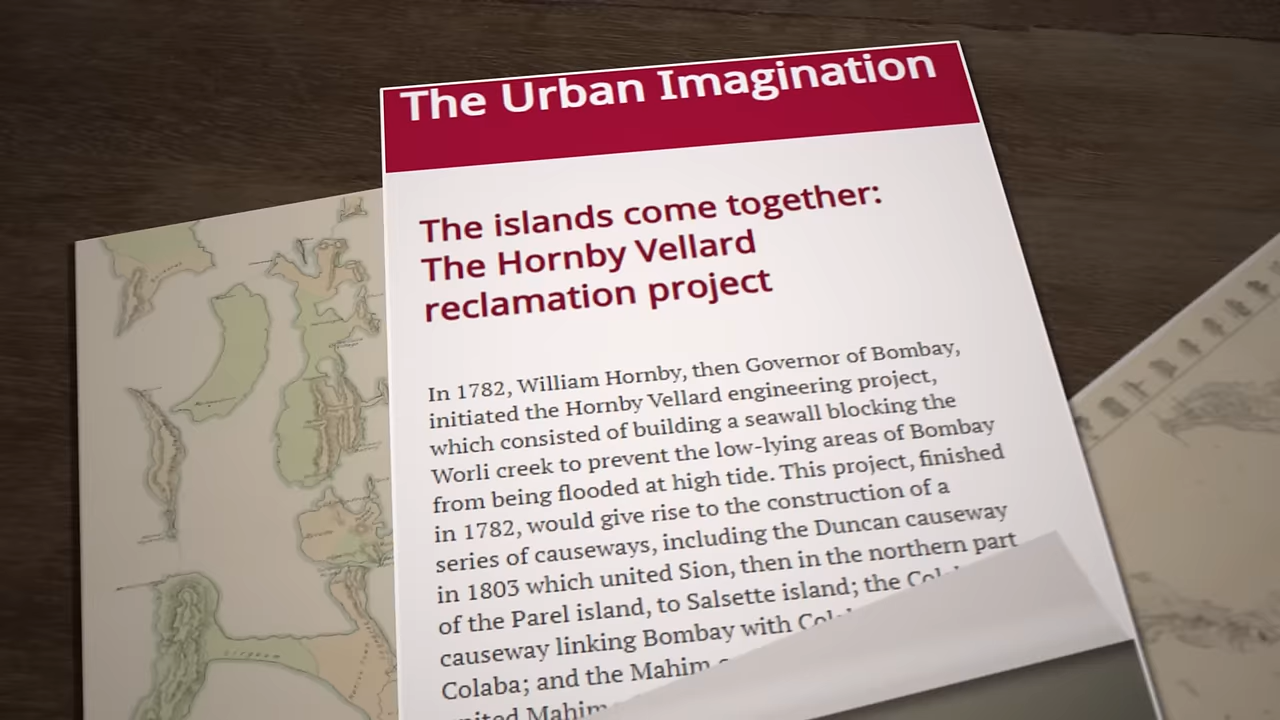 The Urban Imagination
The islands come together:
The Hornby Vellard
reclamation project
In 1782, William Hornby, then Governor of Bombay,
initiated the Hornby Vellard engineering project,
which consisted of building a seawall blocking the
Worli creek to prevent the low-lying areas of Bombay
from being flooded at high tide. This project, finished
in 1782, would give rise to the construction of a
series of causeways, including the Duncan causeway
in 1803 which united Sion, then in the northern part
of the Parel island, to Salsette island; the
causeway linking Bombay with
Colaba; and the Mahim
Mahim